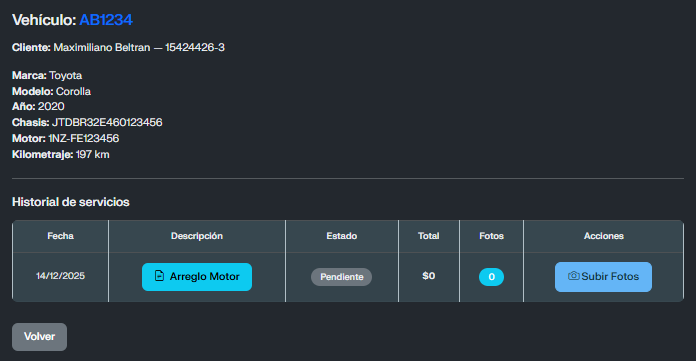 Vehículo: AB1234
Cliente: Maximiliano Beltran — 15424426-3
Marca: Toyota
Modelo: Corolla
Año: 2020
Chasis: JTDBR32E460123456
Motor: 1NZ-FE123456
Kilometraje: 197 km
Historial de servicios
Fecha Descripción Estado Total Fotos Acciones
14/12/2025 Arreglo Motor Pendiente $0 0 Subir Fotos
Volver